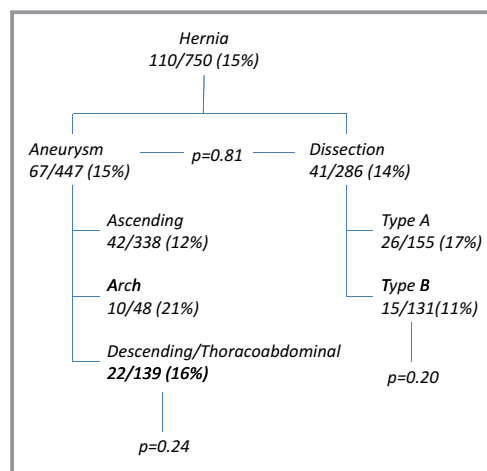 Hernia
110/750 (15%)
Aneurysm
67/447 (15%)
p=0.81
Dissection
41/286 (14%)
Ascending
42/338 (12%)
Arch
10/48 (21%)
Descending/Thoracoabdominal
22/139 (16%)
p=0.24
Type A
26/155 (17%)
Type B
15/131(11%)
p=0.20